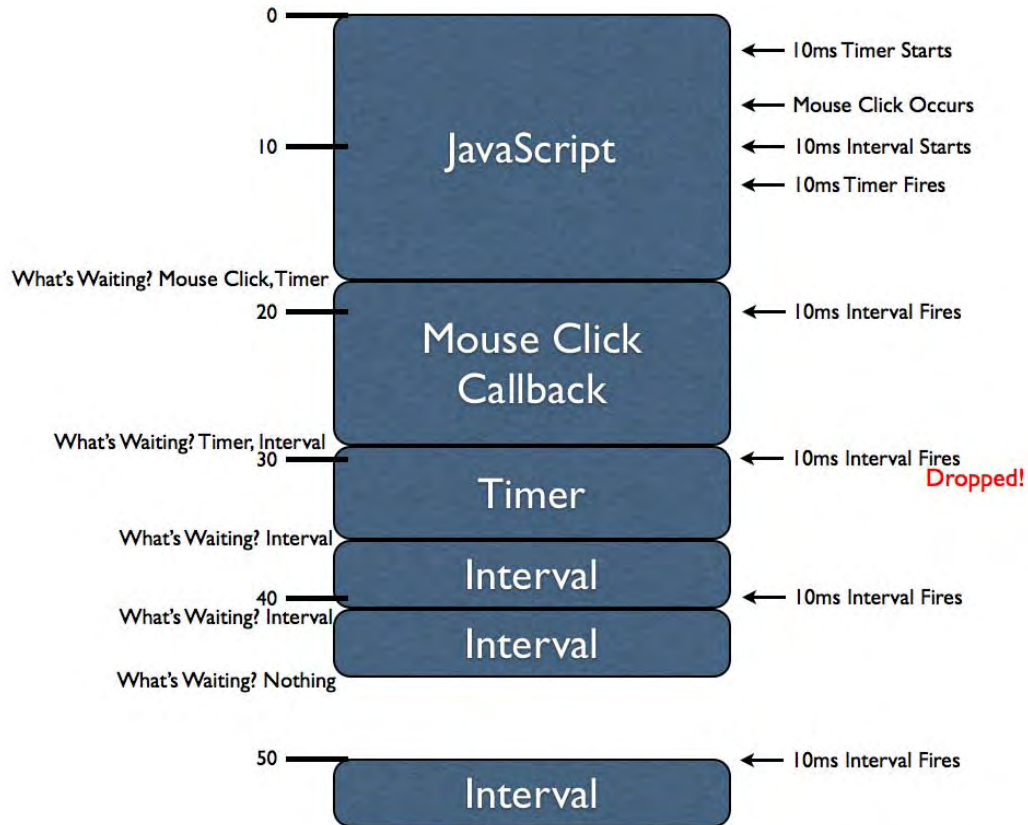 0
10ms Timer Starts
Mouse Click Occurs
10
JavaScript
10ms Interval Starts
10ms Timer Fires
What's Waiting? Mouse Click, Timer
20
10ms Interval Fires
Mouse Click
Callback
What's Waiting? Timer, Interval
30
10ms Interval Fires
Dropped!
Timer
What's Waiting? Interval
Interval
40
10ms Interval Fires
What's Waiting? Interval
Interval
What's Waiting? Nothing
50
10ms Interval Fires
Interval